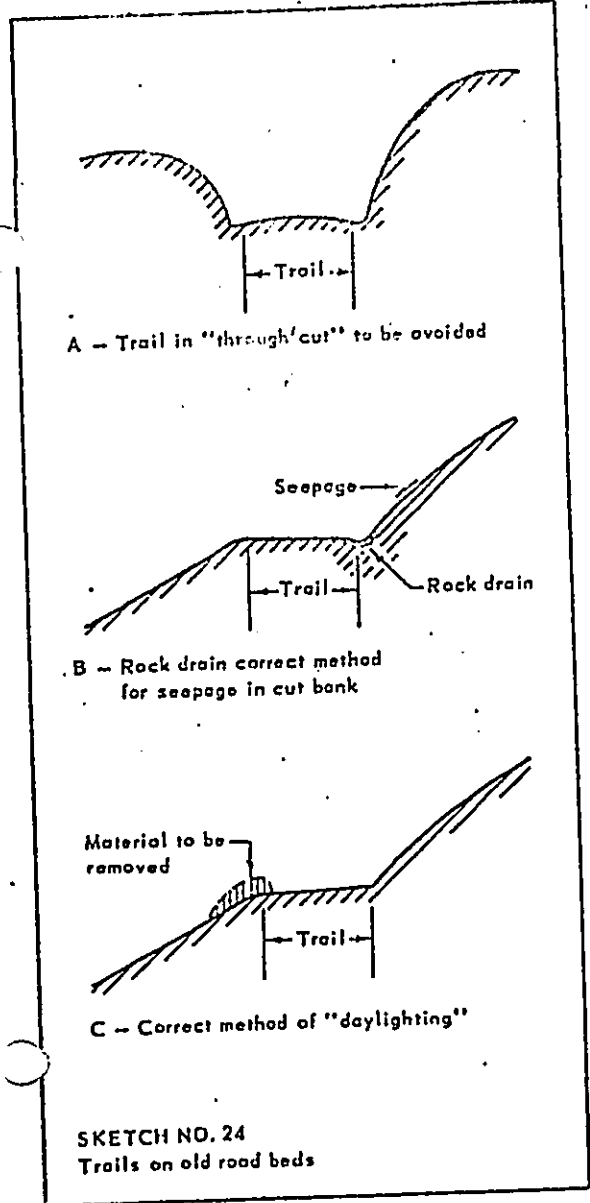 Trail
A - Trail in "through cut" to be avoided
Seepage
Trail
Rock drain
B - Rock drain correct method
for seepage in cut bank
Material to be
removed
Trail
C - Correct method of "daylighting"
SKETCH NO. 24
Trails on old road beds